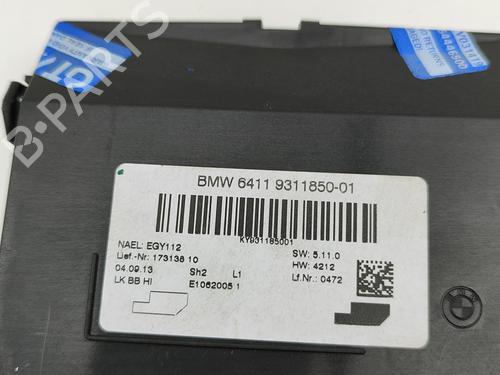 BMW 6411 9311850-01
KY931185001
NAEL: EGY112
Lief.-Nr: 173138 10
04.09.13 Sh2 L1
LK BB HI E1062005 1
SW: 5.11.0
HW: 4212
Lf.Nr.: 0472
B-PARTS